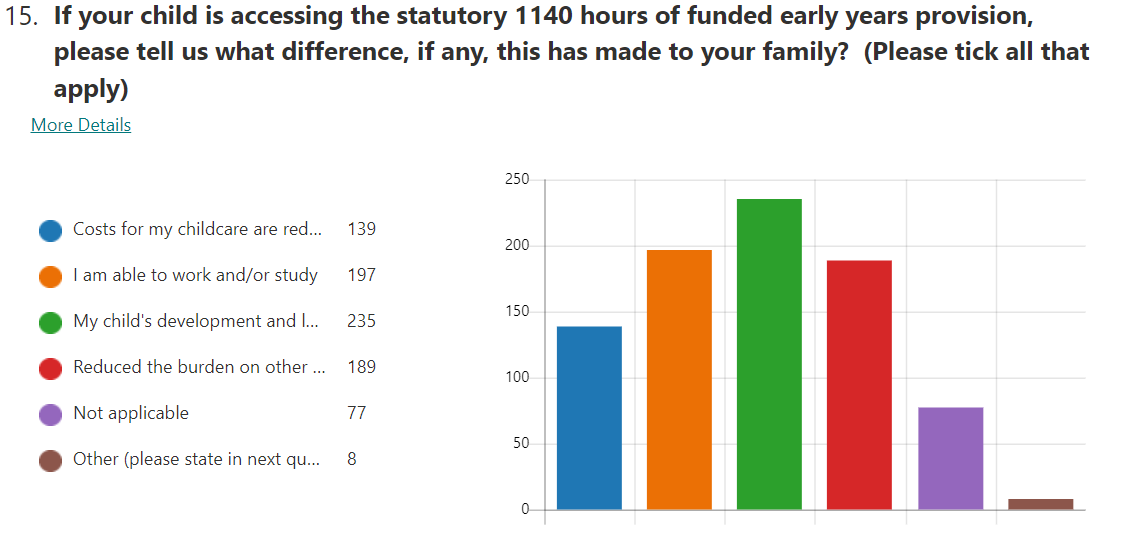 15. If your child is accessing the statutory 1140 hours of funded early years provision,
please tell us what difference, if any, this has made to your family?  (Please tick all that
apply)
More Details
Costs for my childcare are red... 139
I am able to work and/or study 197
My child's development and l... 235
Reduced the burden on other ... 189
Not applicable 77
Other (please state in next qu... 8
250
200
150
100
50
0